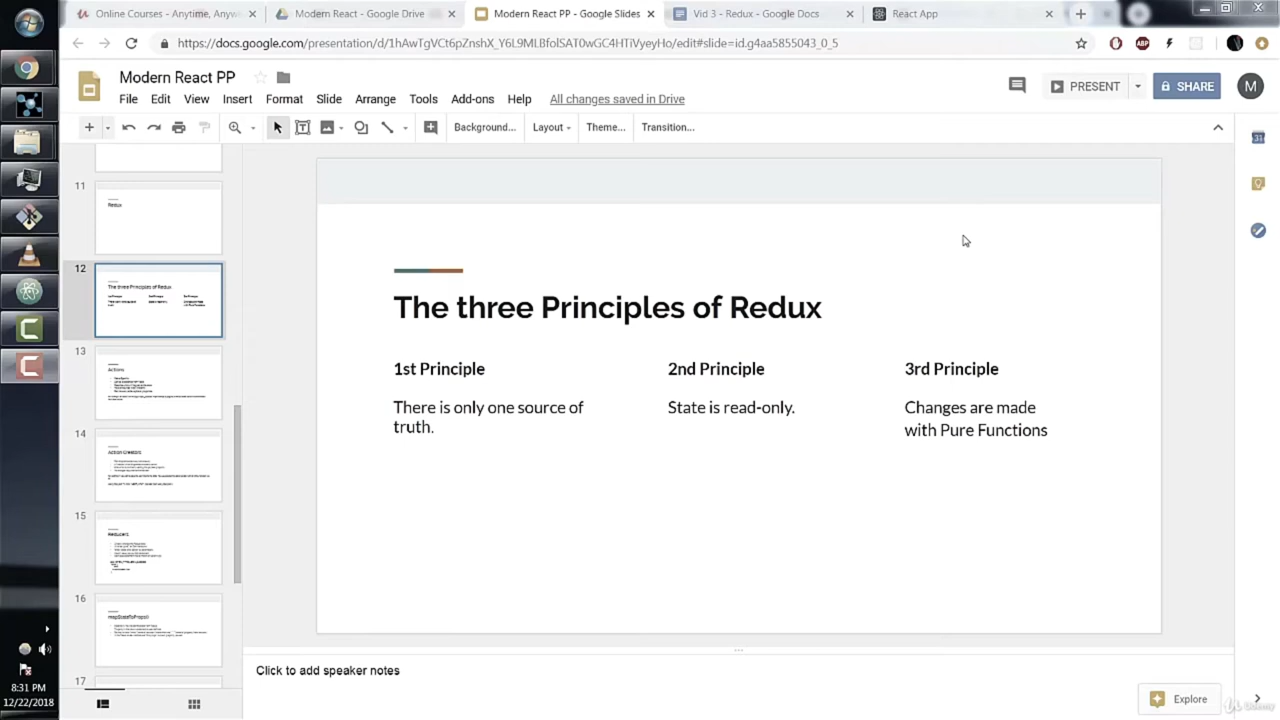 Online Courses - Anytime, Anyw
Modern React - Google Drive
Modern React PP - Google Slides
Vid 3 - Redux - Google Docs
React App
https://docs.google.com/presentation/d/1hAwTgVCt6pZnshX_Y6L9MLBfolSAT0wGC4HTiVyeyHo/edit#slide=id.g4aa5855043_0_5
ABP
Modern React PP
PRESENT
SHARE
M
File Edit View Insert Format Slide Arrange Tools Add-ons Help All changes saved in Drive
Background... Layout Theme... Transition...
31
11
Redux
12
The three Principles of Redux
13
Actions
14
Action Creators
15
Reducers
16
mapStateToProps()
17
The three Principles of Redux
1st Principle
There is only one source of
truth.
2nd Principle
State is read-only.
3rd Principle
Changes are made
with Pure Functions
Click to add speaker notes
Explore
8:31 PM
12/22/2018
Udemy